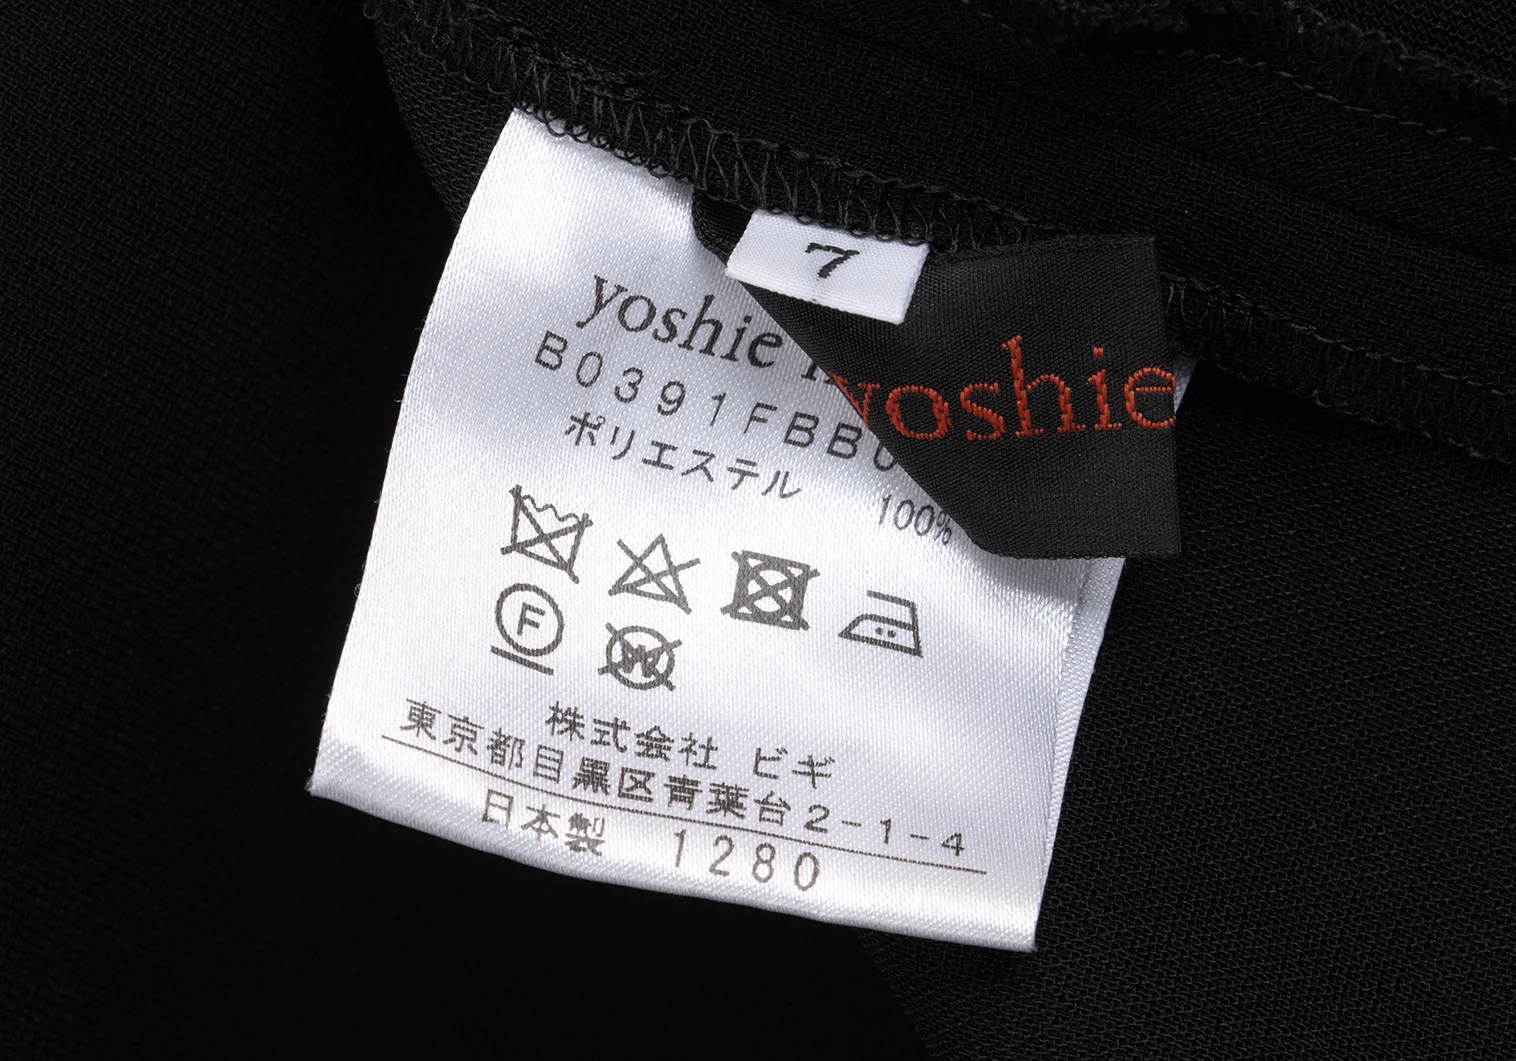 7
yoshie
yoshie
B0391FBB
ポリエステル 100%
F
W
株式会社 ビギ
東京都目黒区青葉台2-1-4
日本製 1280